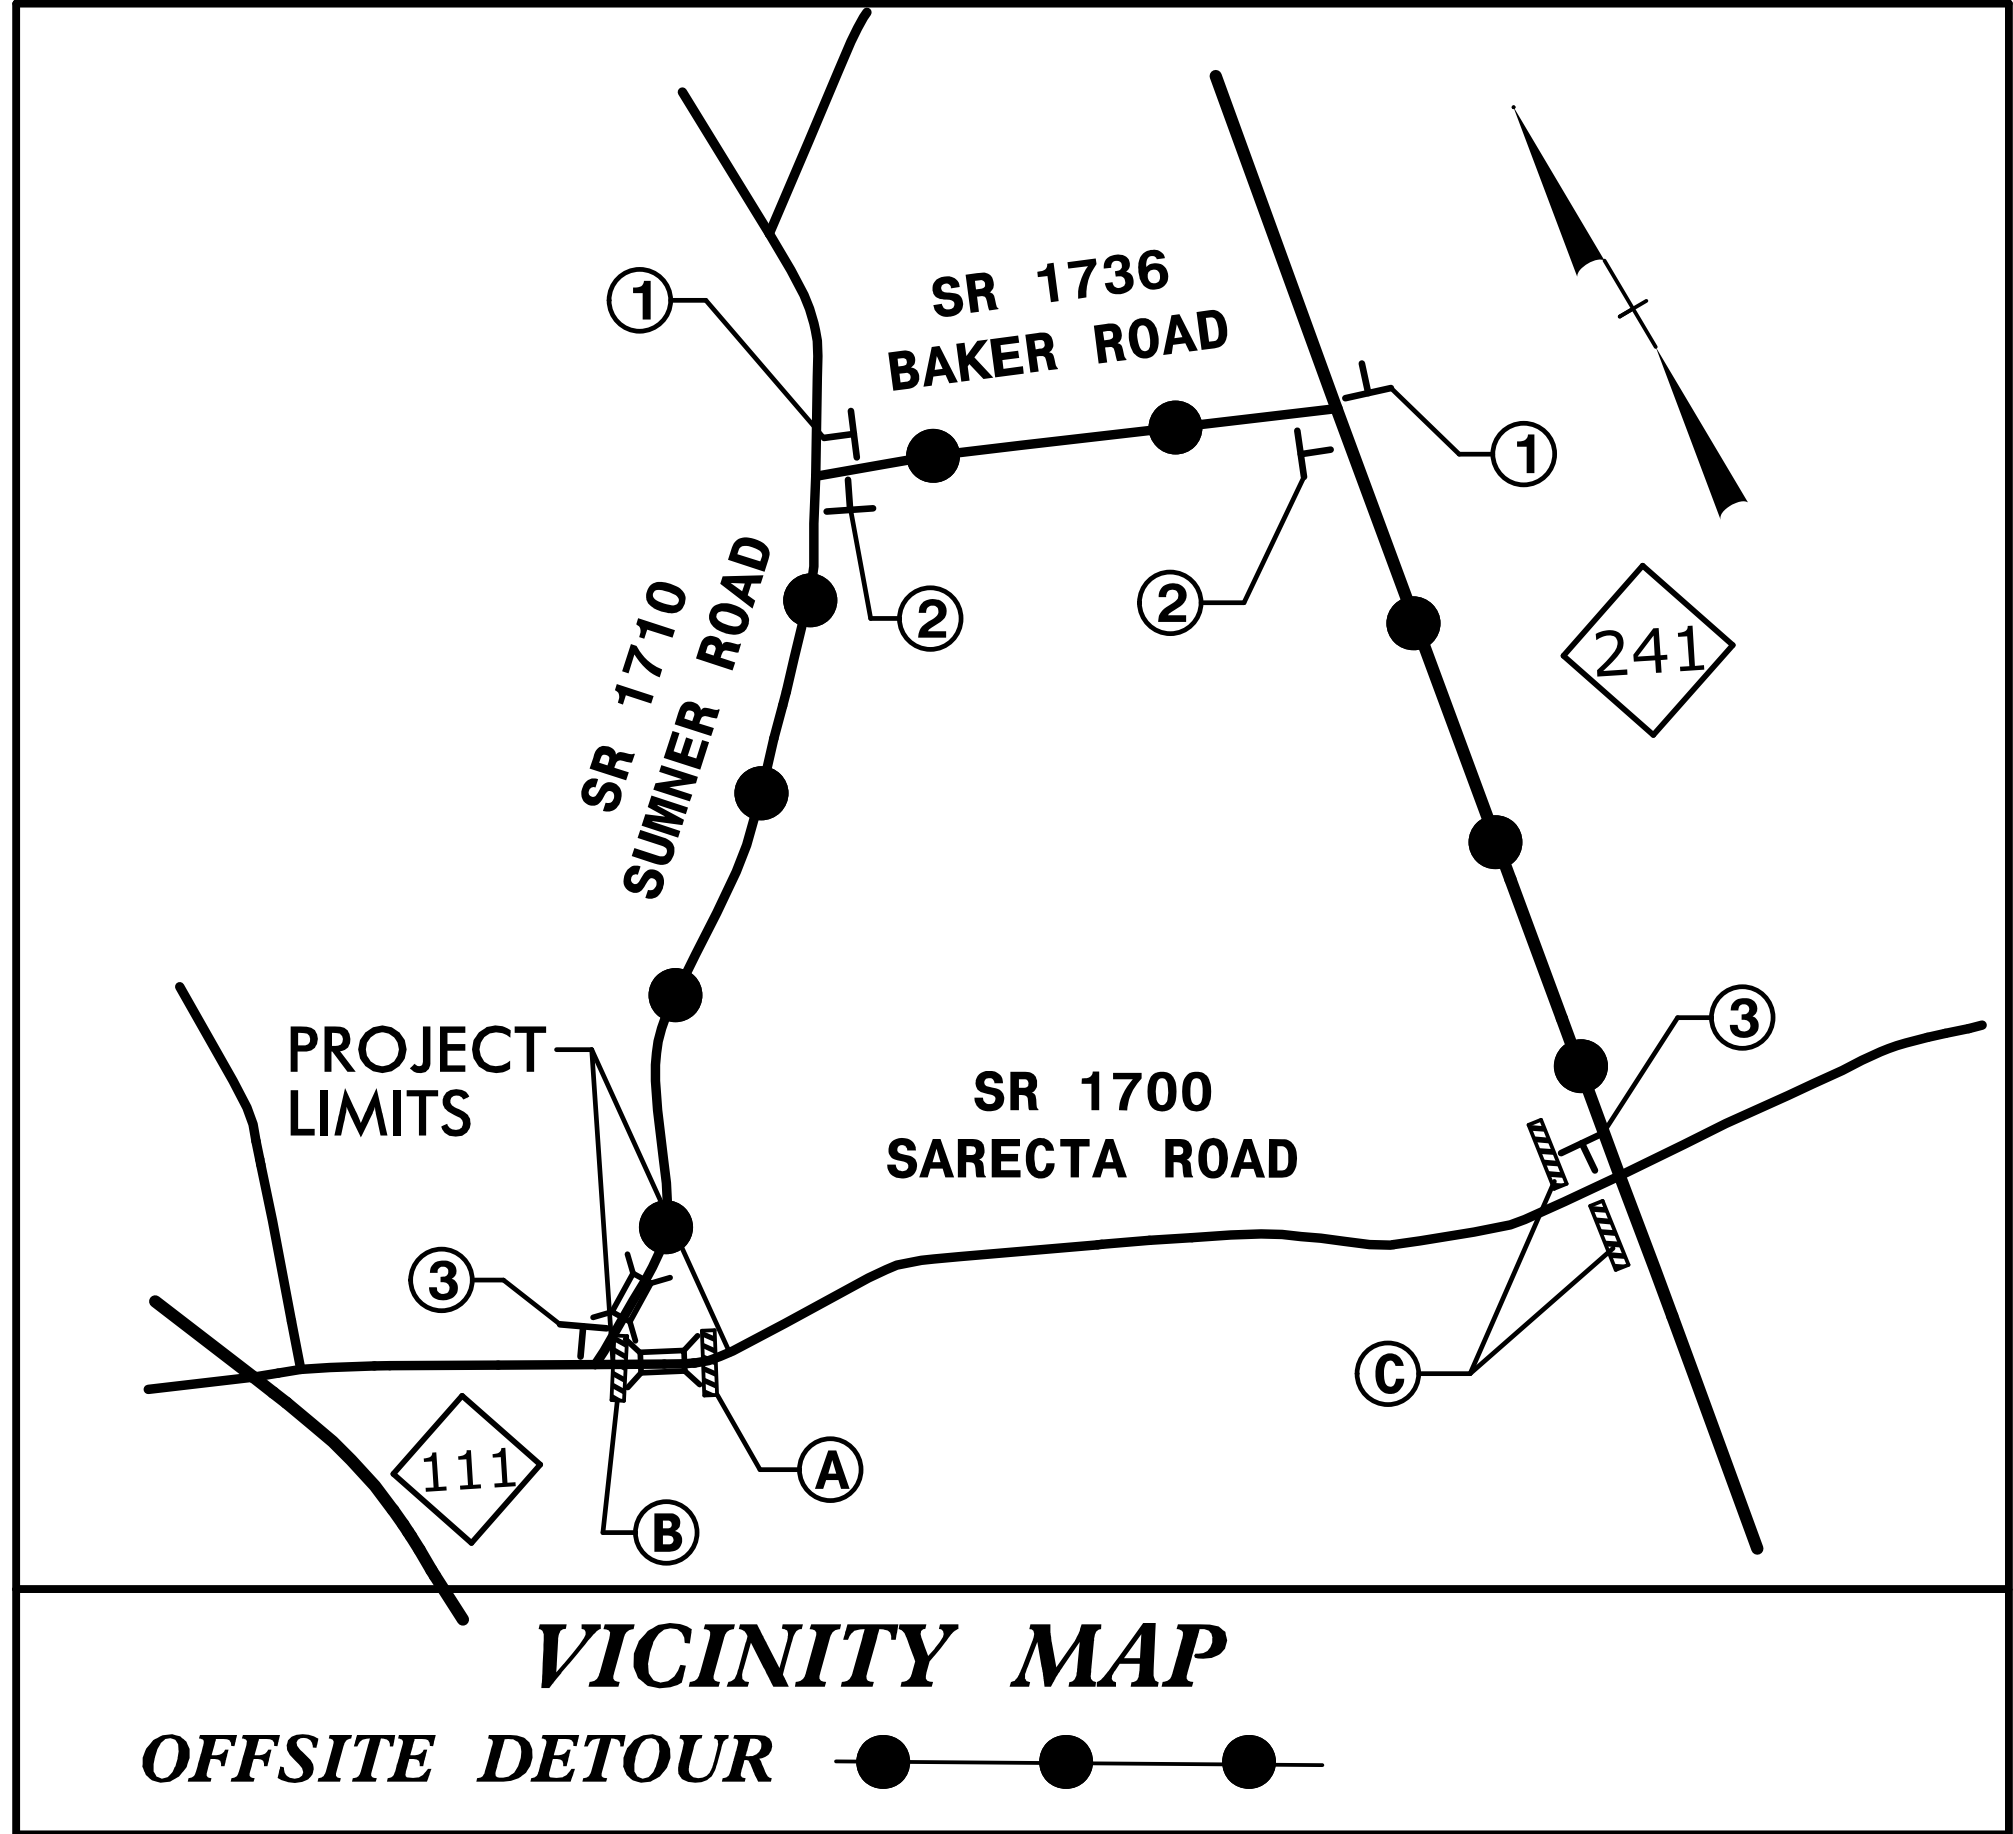 1
SR 1736
BAKER ROAD
1
2
2
241
SR 1710
SUMNER ROAD
3
PROJECT
LIMITS
SR 1700
SARECTA ROAD
3
C
111
A
B
VICINITY MAP
OFFSITE DETOUR